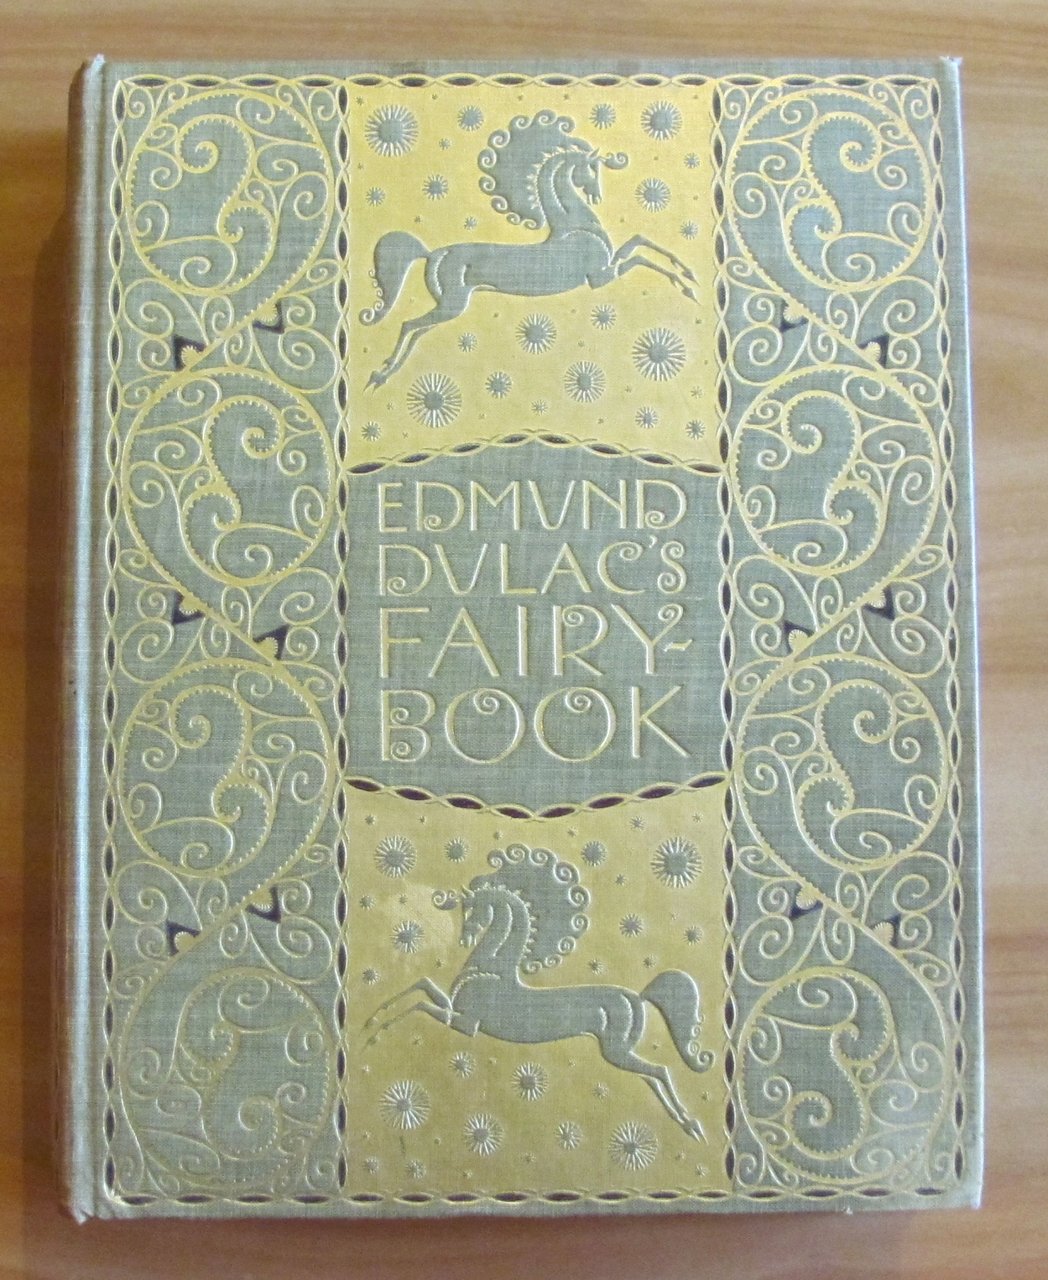 EDMVND
DVLAC'S
FAIRY-
BOOK